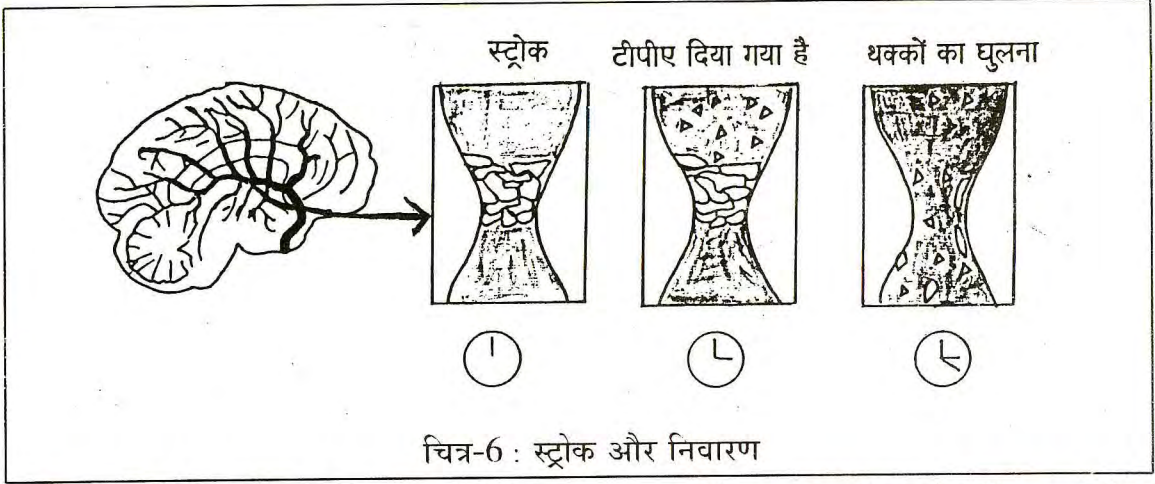 स्ट्रोक
टीपीए दिया गया है
थक्कों का घुलना
चित्र-6 : स्ट्रोक और निवारण